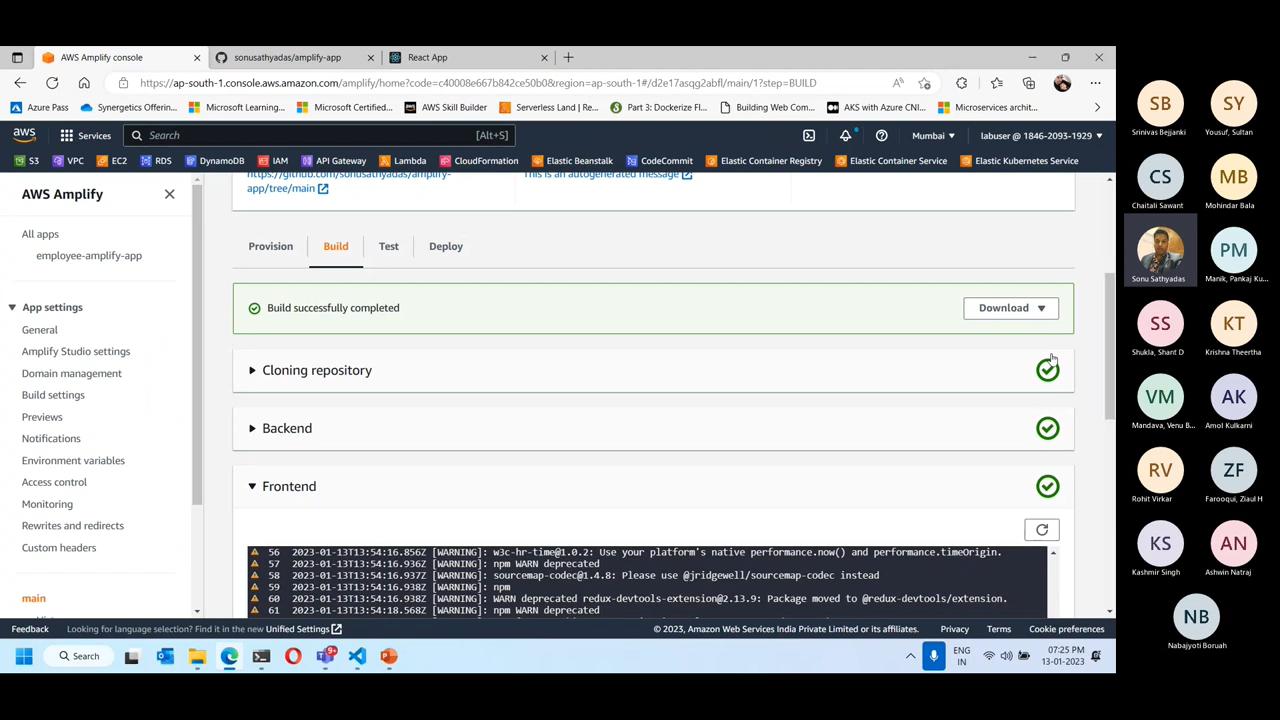 AWS Amplify console
sonusathyadas/amplify-app
React App
https://ap-south-1.console.aws.amazon.com/amplify/home?code=c40008e667b842ce50b0&region=ap-south-1#/d2e17asqg2abfl/main/1?step=BUILD
Azure Pass
Synergetics Offering...
Microsoft Learning...
Microsoft Certified...
AWS Skill Builder
Serverless Land | Re...
Part 3: Dockerize Fl...
Building Web Com...
AKS with Azure CNI...
Microservices archit...
aws
Services
Search
[Alt+S]
Mumbai
labuser @ 1846-2093-1929
S3
VPC
EC2
RDS
DynamoDB
IAM
API Gateway
Lambda
CloudFormation
Elastic Beanstalk
CodeCommit
Elastic Container Registry
Elastic Container Service
Elastic Kubernetes Service
AWS Amplify
All apps
employee-amplify-app
App settings
General
Amplify Studio settings
Domain management
Build settings
Previews
Notifications
Environment variables
Access control
Monitoring
Rewrites and redirects
Custom headers
main
https://github.com/sonusathyadas/amplify-
app/tree/main
This is an autogenerated message
Provision
Build
Test
Deploy
Build successfully completed
Download
Cloning repository
Backend
Frontend
56 2023-01-13T13:54:16.856Z [WARNING]: w3c-hr-time@1.0.2: Use your platform's native performance.now() and performance.timeOrigin.
57 2023-01-13T13:54:16.936Z [WARNING]: npm WARN deprecated
58 2023-01-13T13:54:16.937Z [WARNING]: sourcemap-codec@1.4.8: Please use @jridgewell/sourcemap-codec instead
59 2023-01-13T13:54:16.938Z [WARNING]: npm
60 2023-01-13T13:54:16.938Z [WARNING]: WARN deprecated redux-devtools-extension@2.13.9: Package moved to @redux-devtools/extension.
61 2023-01-13T13:54:18.568Z [WARNING]: npm WARN deprecated
Feedback
Looking for language selection? Find it in the new Unified Settings
© 2023, Amazon Web Services India Private Limited or its affiliates.
Privacy
Terms
Cookie preferences
Search
9+
ENG
IN
07:25 PM
13-01-2023
SB
Srinivas Bejjanki
SY
Yousuf, Sultan
CS
Chaitali Sawant
MB
Mohindar Bala
Sonu Sathyadas
PM
Manik, Pankaj Ku...
SS
Shukla, Shant D
KT
Krishna Theertha
VM
Mandava, Venu B...
AK
Amol Kulkarni
RV
Rohit Virkar
ZF
Farooqui, Ziaul H
KS
Kashmir Singh
AN
Ashwin Natraj
NB
Nabajyoti Boruah